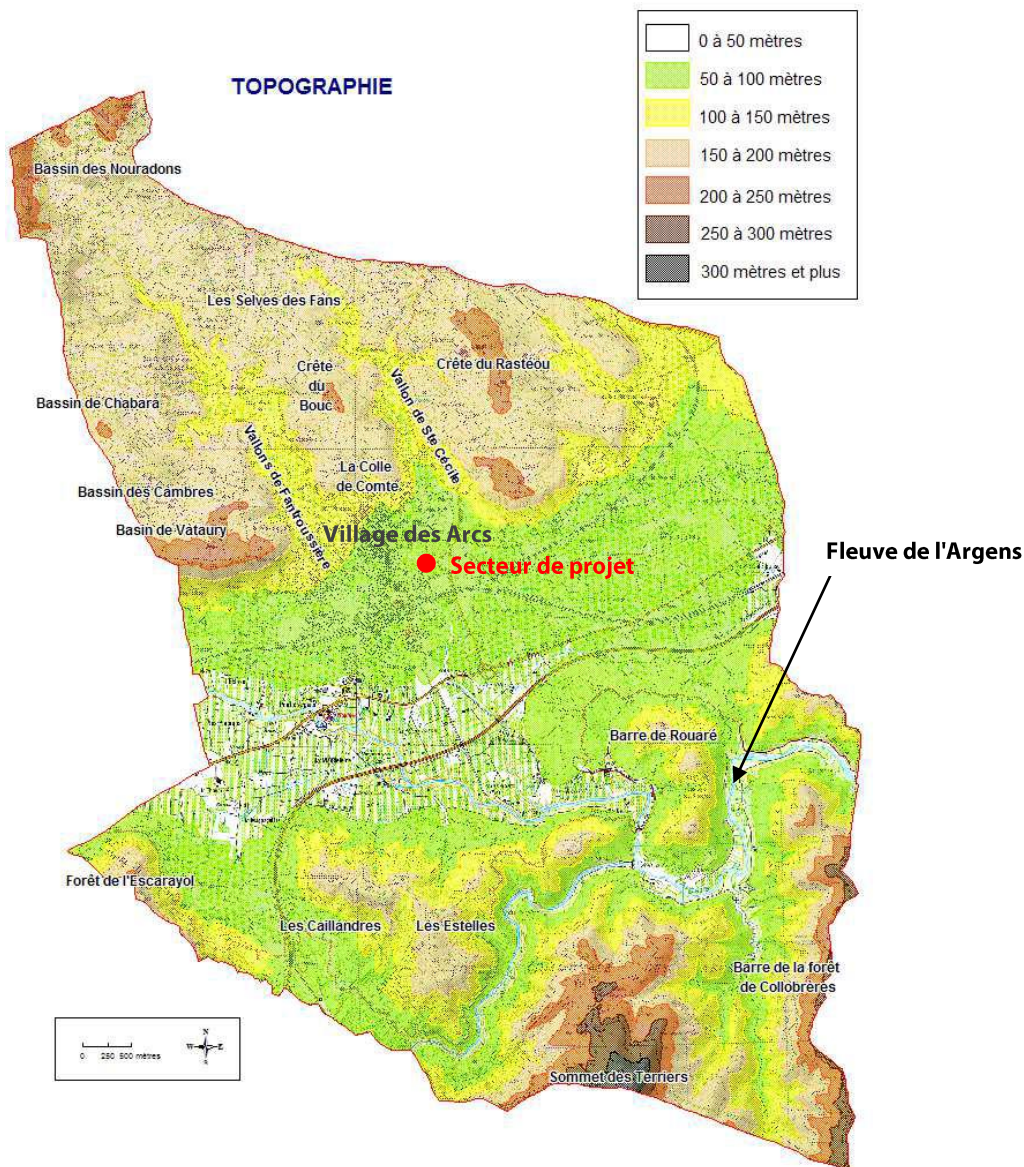 TOPOGRAPHIE
0 à 50 mètres
50 à 100 mètres
100 à 150 mètres
150 à 200 mètres
200 à 250 mètres
250 à 300 mètres
300 mètres et plus
Bassin des Nouradons
Les Selves des Fans
Crête
du
Bouc
Crête du Rastéou
Vallon de Ste Cécile
Bassin de Chabara
Vallons de Fantroussière
La Colle
de Comte
Bassin des Cambres
Basin de Vataury
Village des Arcs
Secteur de projet
Fleuve de l'Argens
Barre de Rouaré
Forêt de l'Escarayol
Les Caillandres
Les Estelles
Barre de la forêt
de Collobrères
Sommet des Terriers
0 250 500 mètres
N
W E
S